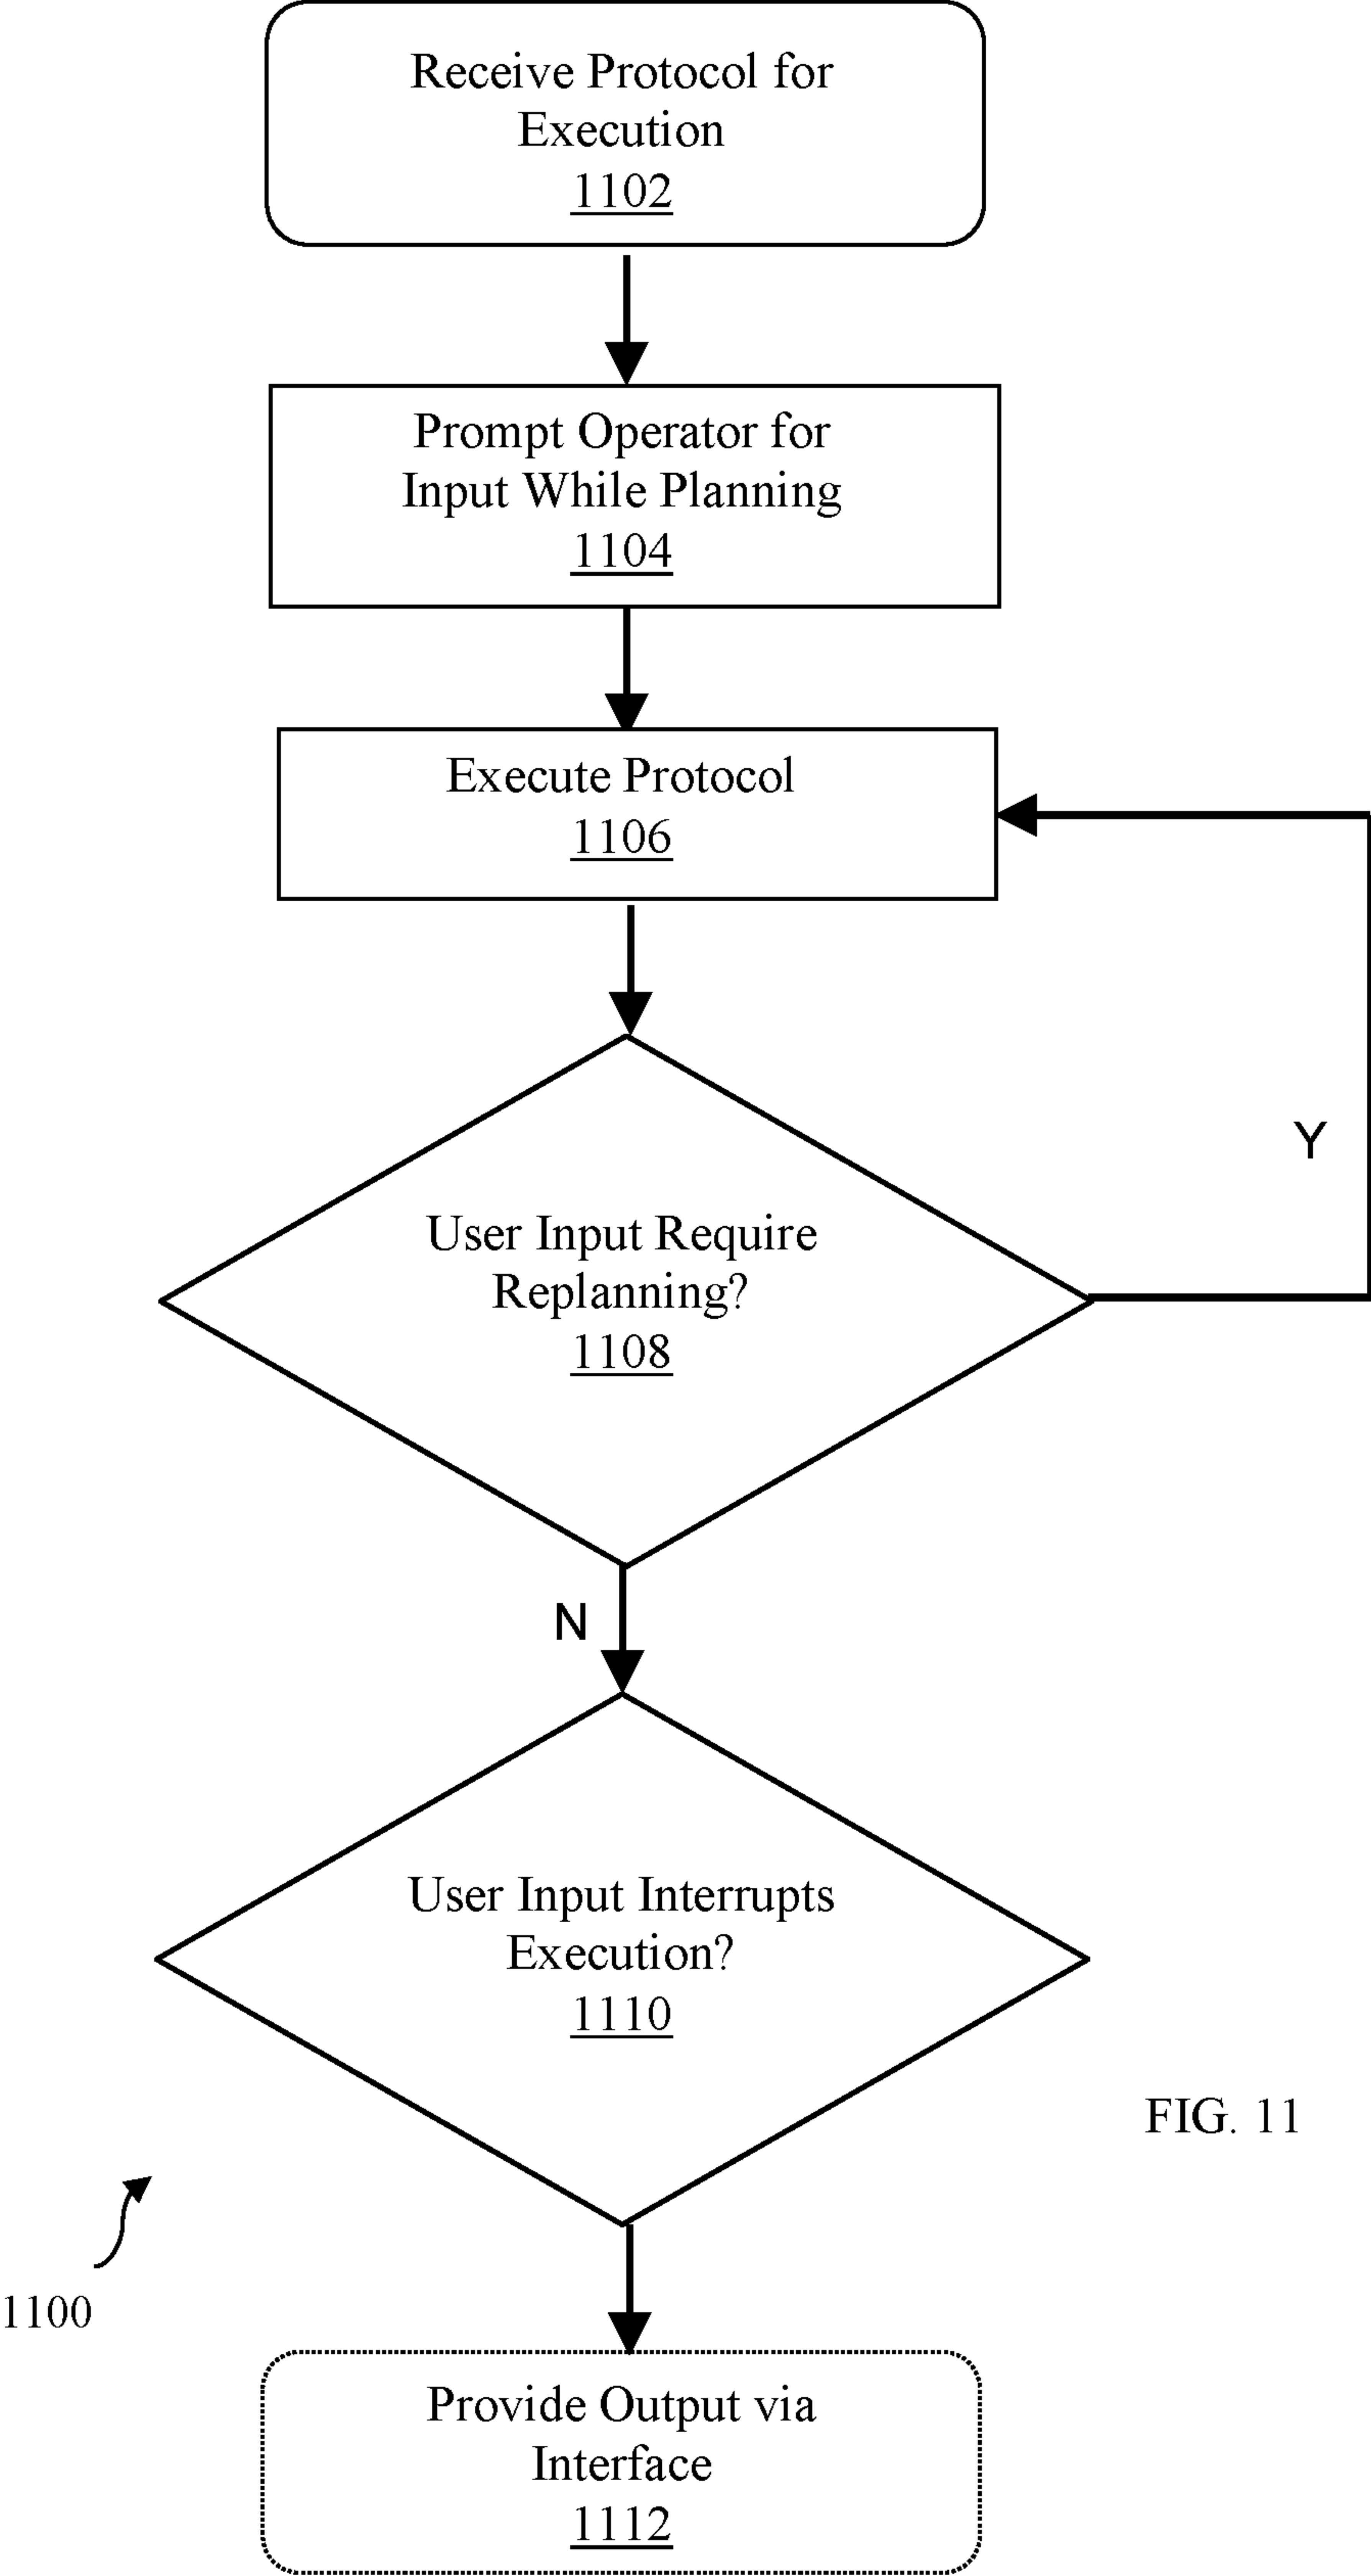 Receive Protocol for
Execution
1102
Prompt Operator for
Input While Planning
1104
Execute Protocol
1106
User Input Require
Replanning?
1108
Y
N
User Input Interrupts
Execution?
1110
FIG. 11
1100
Provide Output via
Interface
1112